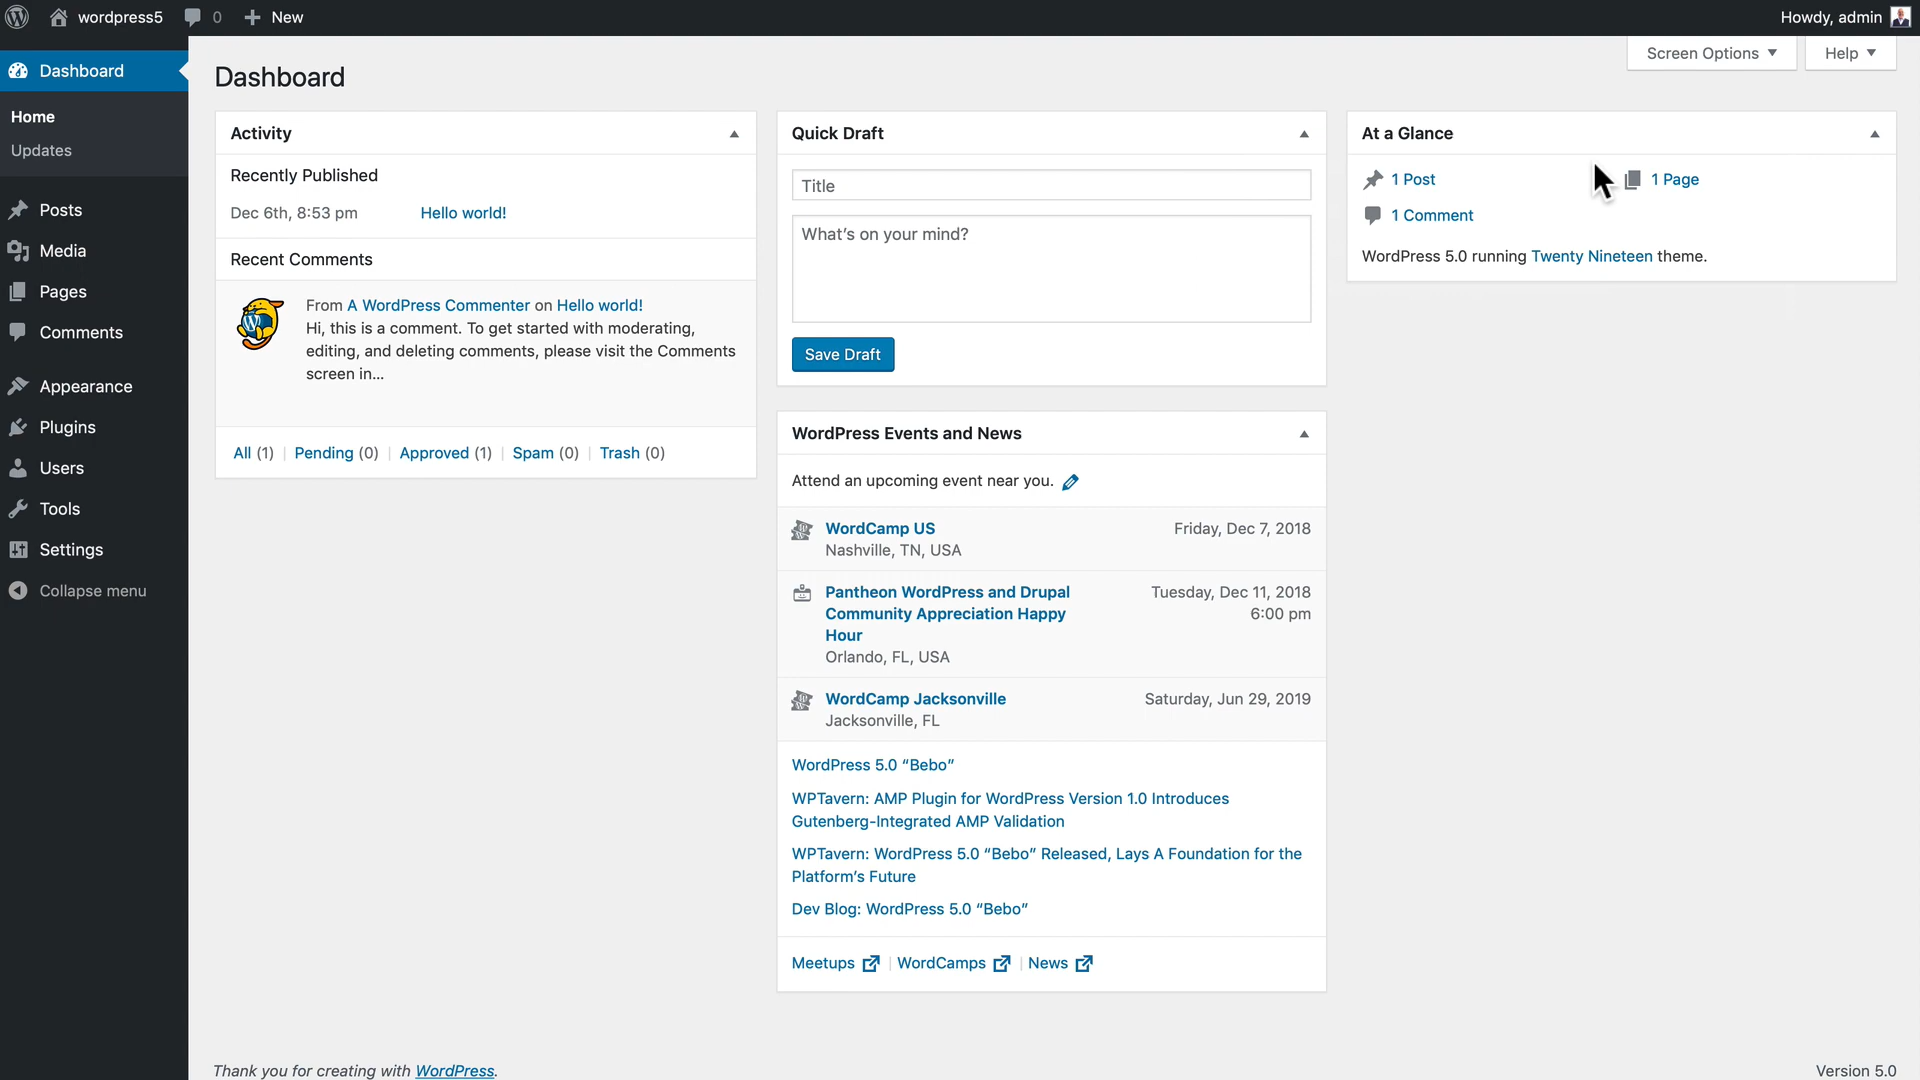 wordpress5
0
New
Howdy, admin
Dashboard
Home
Updates
Posts
Media
Pages
Comments
Appearance
Plugins
Users
Tools
Settings
Collapse menu
Screen Options
Help
Dashboard
Activity
Recently Published
Dec 6th, 8:53 pm Hello world!
Recent Comments
From A WordPress Commenter on Hello world!
Hi, this is a comment. To get started with moderating,
editing, and deleting comments, please visit the Comments
screen in…
All (1) | Pending (0) | Approved (1) | Spam (0) | Trash (0)
Quick Draft
Title
What’s on your mind?
Save Draft
WordPress Events and News
Attend an upcoming event near you.
WordCamp US Friday, Dec 7, 2018
Nashville, TN, USA
Pantheon WordPress and Drupal Tuesday, Dec 11, 2018
Community Appreciation Happy 6:00 pm
Hour
Orlando, FL, USA
WordCamp Jacksonville Saturday, Jun 29, 2019
Jacksonville, FL
WordPress 5.0 “Bebo”
WPTavern: AMP Plugin for WordPress Version 1.0 Introduces
Gutenberg-Integrated AMP Validation
WPTavern: WordPress 5.0 “Bebo” Released, Lays A Foundation for the
Platform’s Future
Dev Blog: WordPress 5.0 “Bebo”
Meetups | WordCamps | News
At a Glance
1 Post 1 Page
1 Comment
WordPress 5.0 running Twenty Nineteen theme.
Thank you for creating with WordPress.
Version 5.0